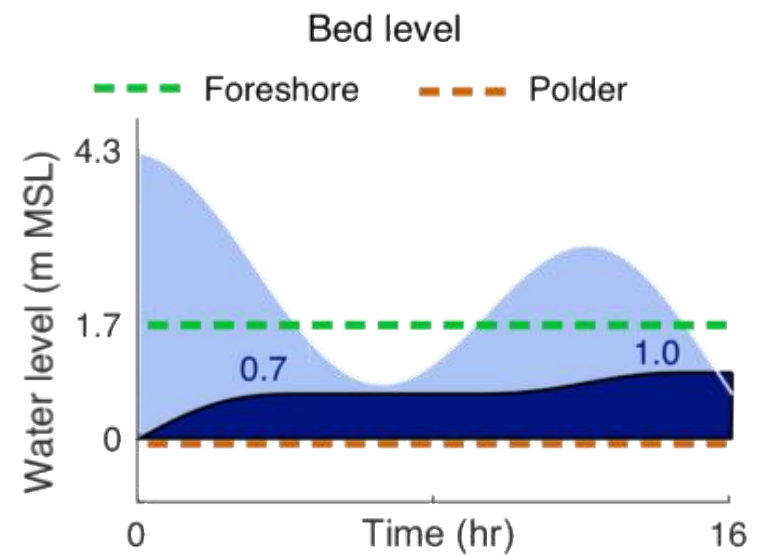 Bed level
Foreshore Polder
Water level (m MSL)
4.3
1.7
0
0.7
1.0
0 Time (hr) 16